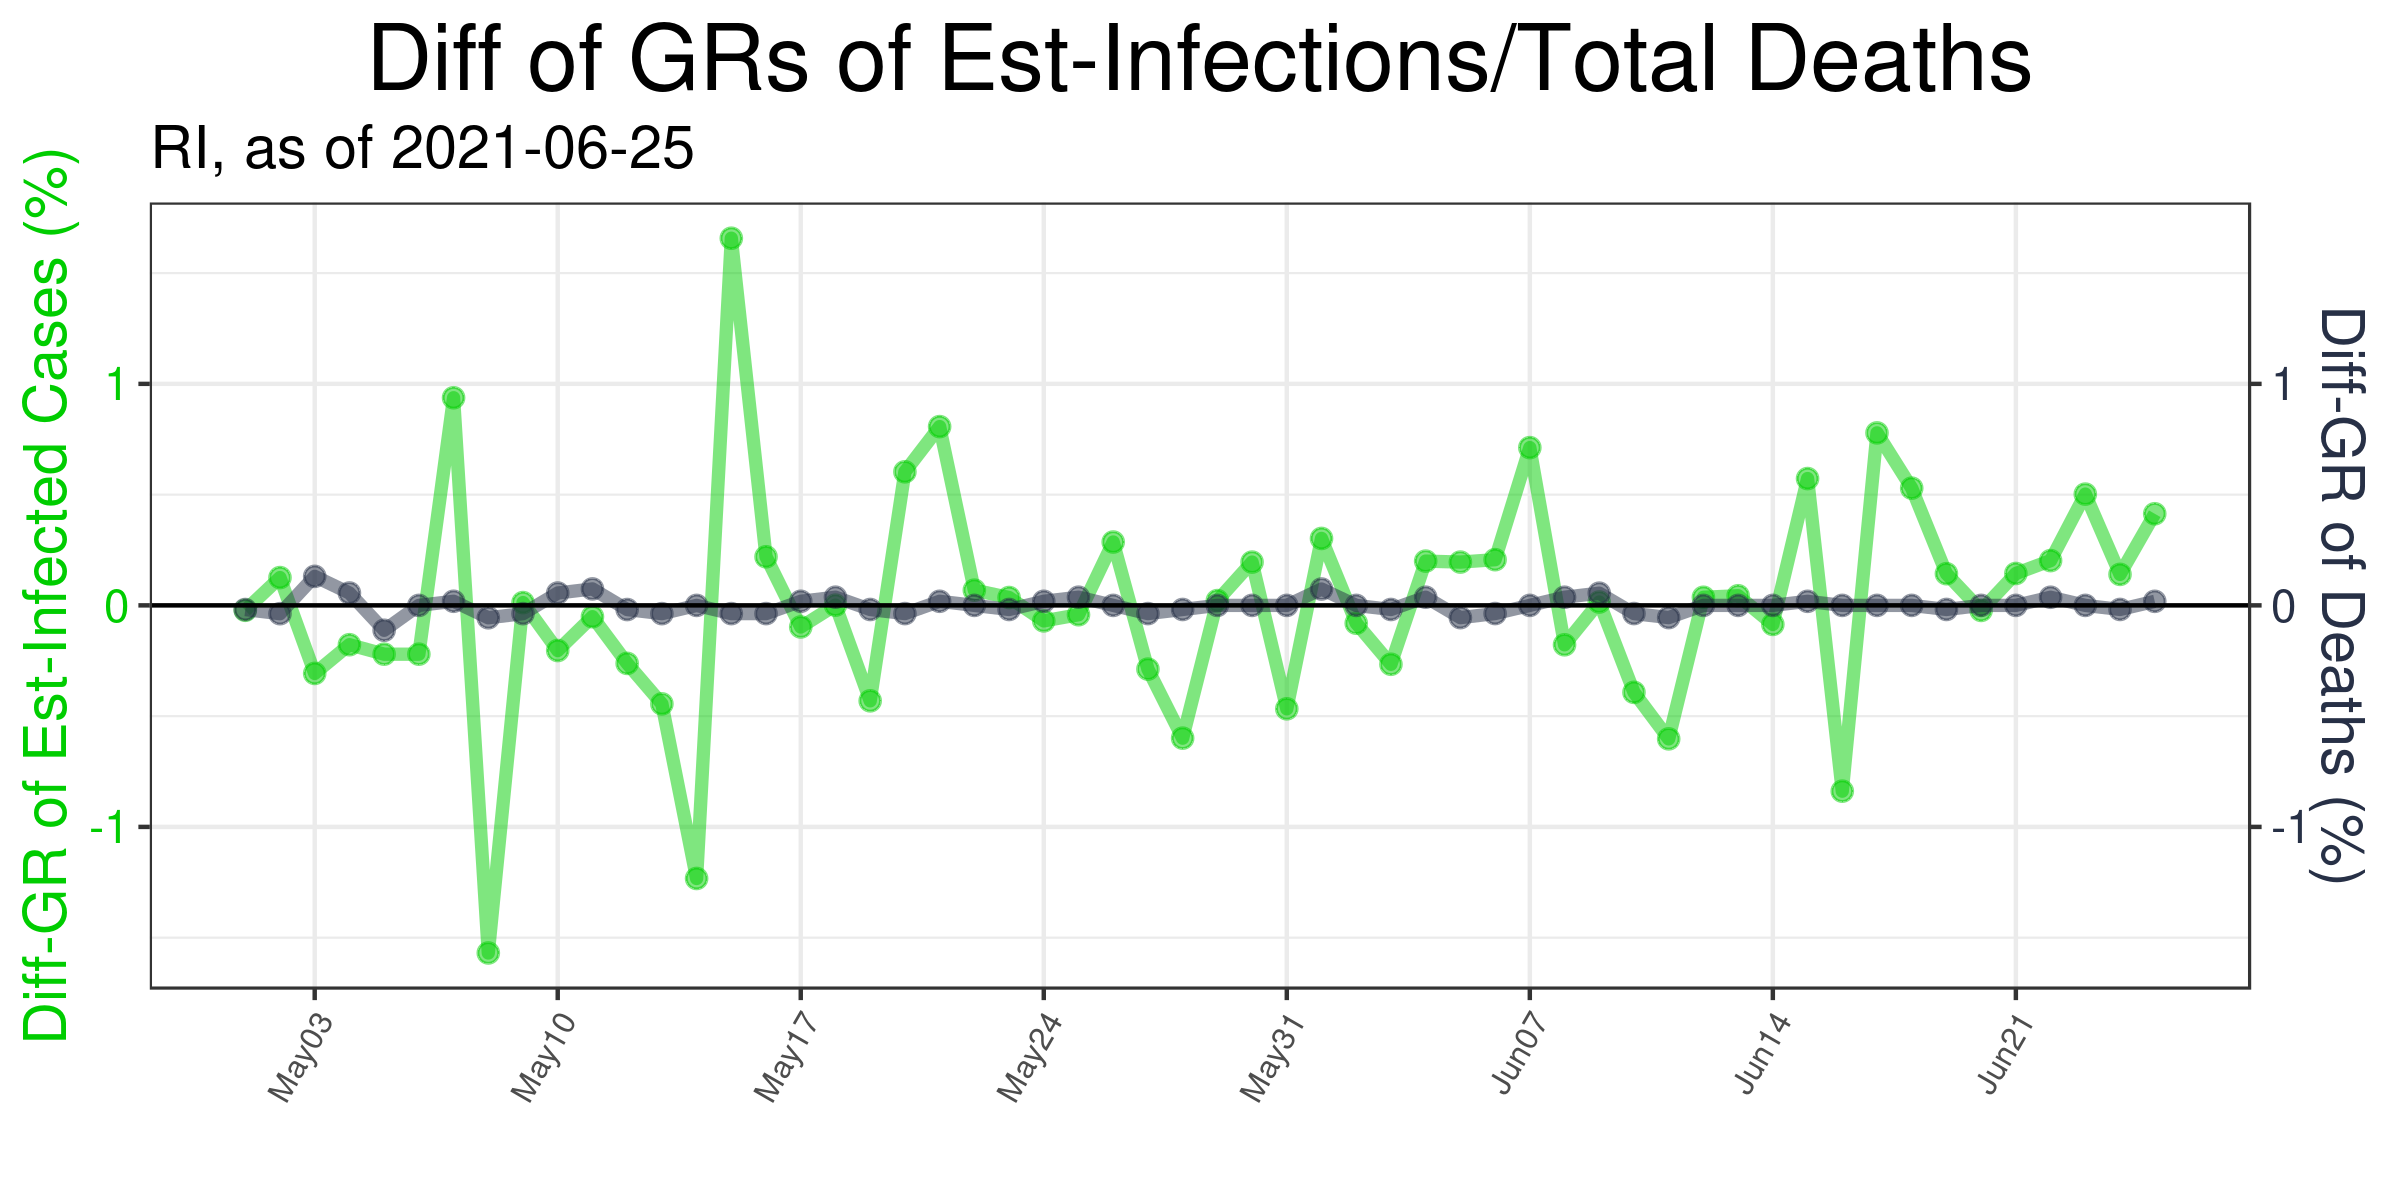 Diff of GRs of Est-Infections/Total Deaths
RI, as of 2021-06-25
Diff-GR of Est-Infected Cases (%)
1
0
-1
1
0
-1
Diff-GR of Deaths (%)
May03
May10
May17
May24
May31
Jun07
Jun14
Jun21